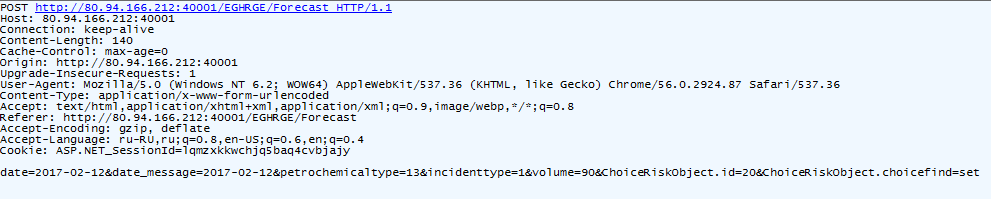 POST http://80.94.166.212:40001/EGHRGE/Forecast HTTP/1.1
Host: 80.94.166.212:40001
Connection: keep-alive
Content-Length: 140
Cache-Control: max-age=0
Origin: http://80.94.166.212:40001
Upgrade-Insecure-Requests: 1
User-Agent: Mozilla/5.0 (Windows NT 6.2; WOW64) AppleWebKit/537.36 (KHTML, like Gecko) Chrome/56.0.2924.87 Safari/537.36
Content-Type: application/x-www-form-urlencoded
Accept: text/html,application/xhtml+xml,application/xml;q=0.9,image/webp,*/*;q=0.8
Referer: http://80.94.166.212:40001/EGHRGE/Forecast
Accept-Encoding: gzip, deflate
Accept-Language: ru-RU,ru;q=0.8,en-US;q=0.6,en;q=0.4
Cookie: ASP.NET_SessionId=lqmzxkkwchjq5baq4cvbjajy
date=2017-02-12&date_message=2017-02-12&petrochemicaltype=13&incidenttype=1&volume=90&ChoiceRiskObject.id=20&ChoiceRiskObject.choicefind=set